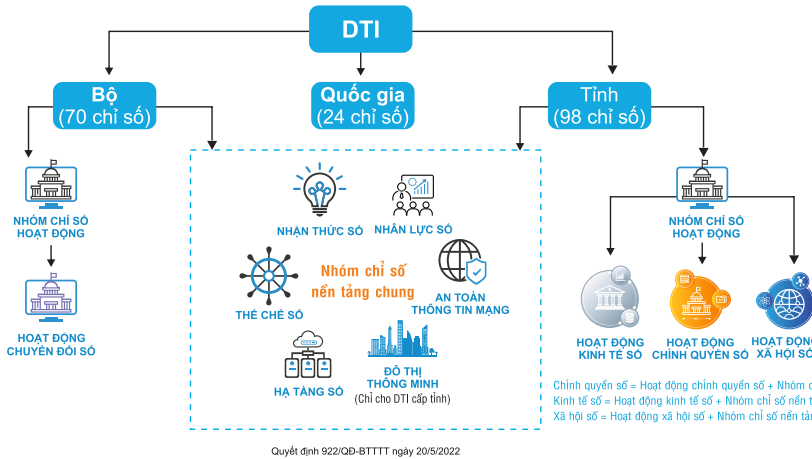 DTI
Bộ
(70 chỉ số)
Quốc gia
(24 chỉ số)
Tỉnh
(98 chỉ số)
NHÓM CHỈ SỐ
HOẠT ĐỘNG
HOẠT ĐỘNG
CHUYỂN ĐỔI SỐ
NHẬN THỨC SỐ
NHÂN LỰC SỐ
THỂ CHẾ SỐ
Nhóm chỉ số
nền tảng chung
AN TOÀN
THÔNG TIN MẠNG
HẠ TẦNG SỐ
ĐÔ THỊ
THÔNG MINH
(Chỉ cho DTI cấp tỉnh)
NHÓM CHỈ SỐ
HOẠT ĐỘNG
HOẠT ĐỘNG
KINH TẾ SỐ
HOẠT ĐỘNG
CHÍNH QUYỀN SỐ
HOẠT ĐỘNG
XÃ HỘI SỐ
Chính quyền số = Hoạt động chính quyền số + Nhóm
Kinh tế số = Hoạt động kinh tế số + Nhóm chỉ số nền
Xã hội số = Hoạt động xã hội số + Nhóm chỉ số nền
Quyết định 922/QĐ-BTTTT ngày 20/5/2022